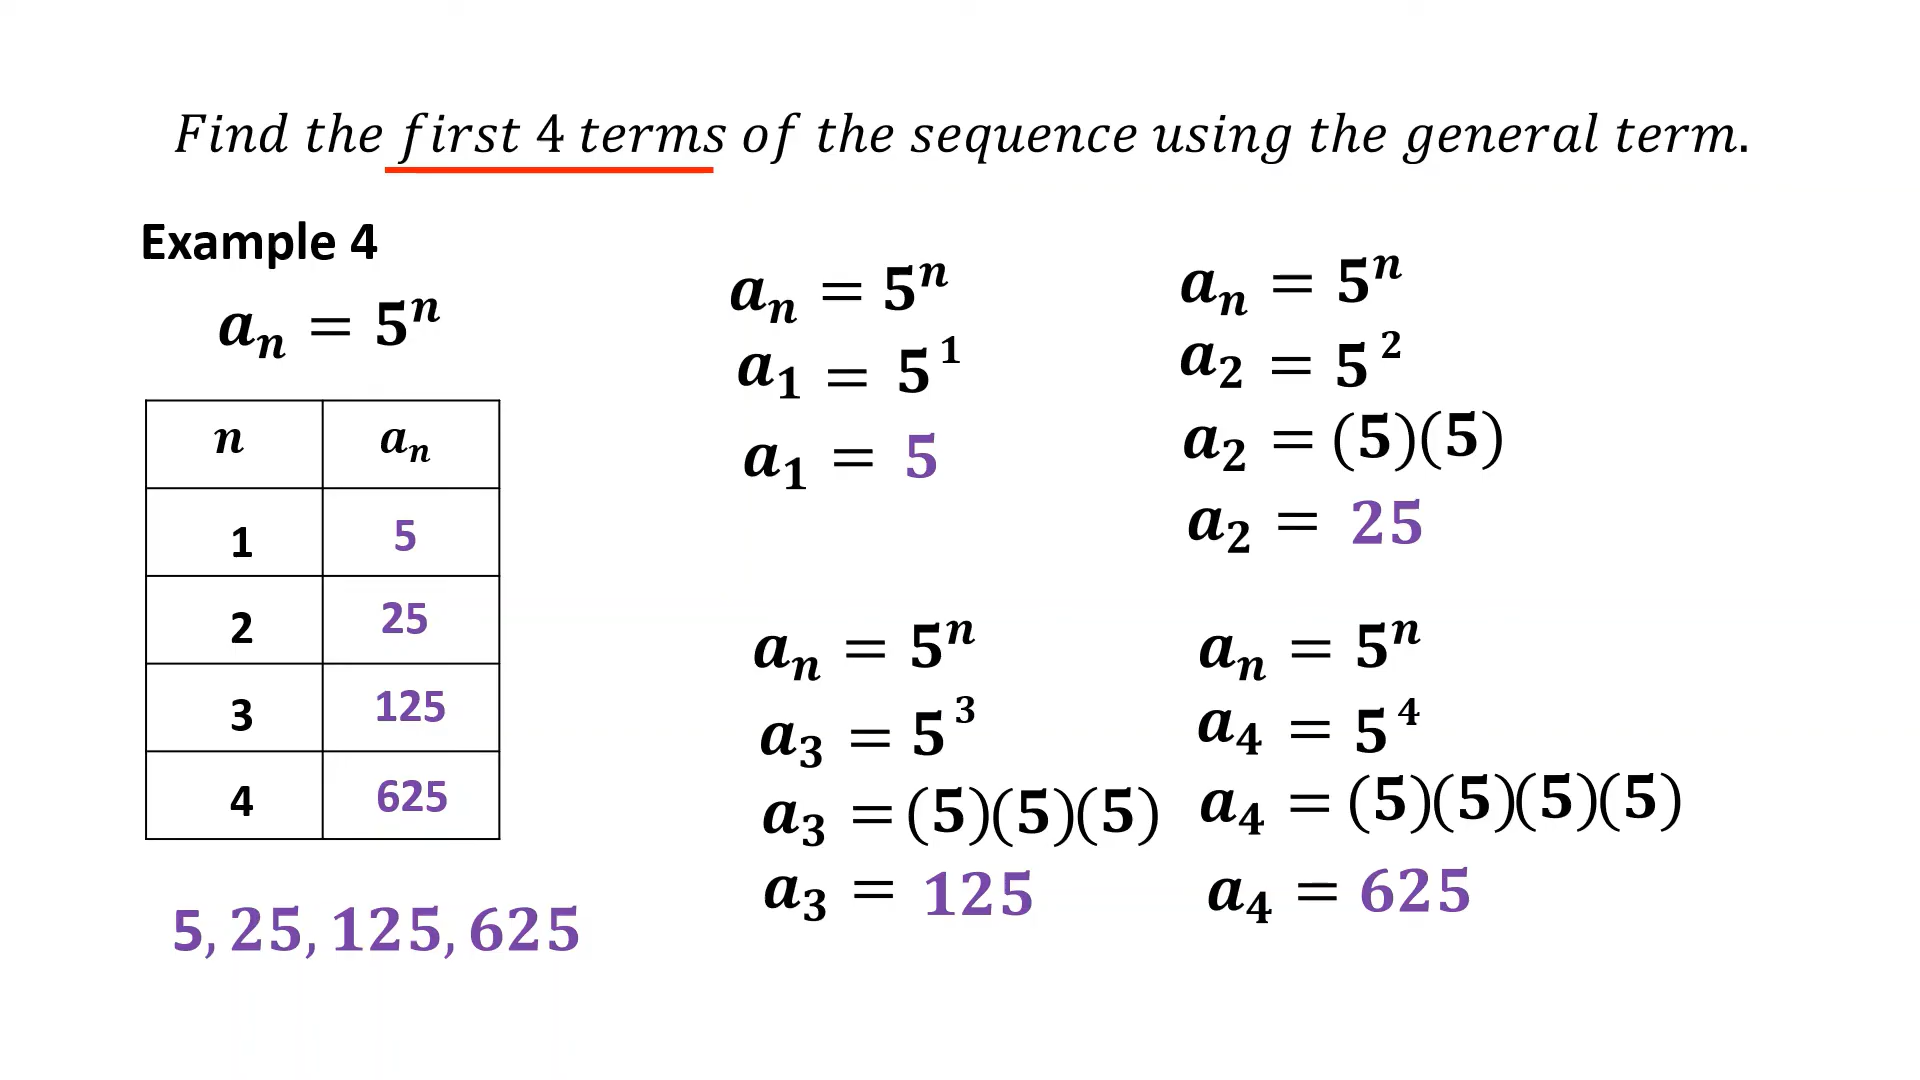 Find the first 4 terms of the sequence using the general term.
Example 4
aₙ = 5ⁿ
n aₙ
1 5
2 25
3 125
4 625
5, 25, 125, 625
aₙ = 5ⁿ
a₁ = 5¹
a₁ = 5
aₙ = 5ⁿ
a₂ = 5²
a₂ = (5)(5)
a₂ = 25
aₙ = 5ⁿ
a₃ = 5³
a₃ = (5)(5)(5)
a₃ = 125
aₙ = 5ⁿ
a₄ = 5⁴
a₄ = (5)(5)(5)(5)
a₄ = 625